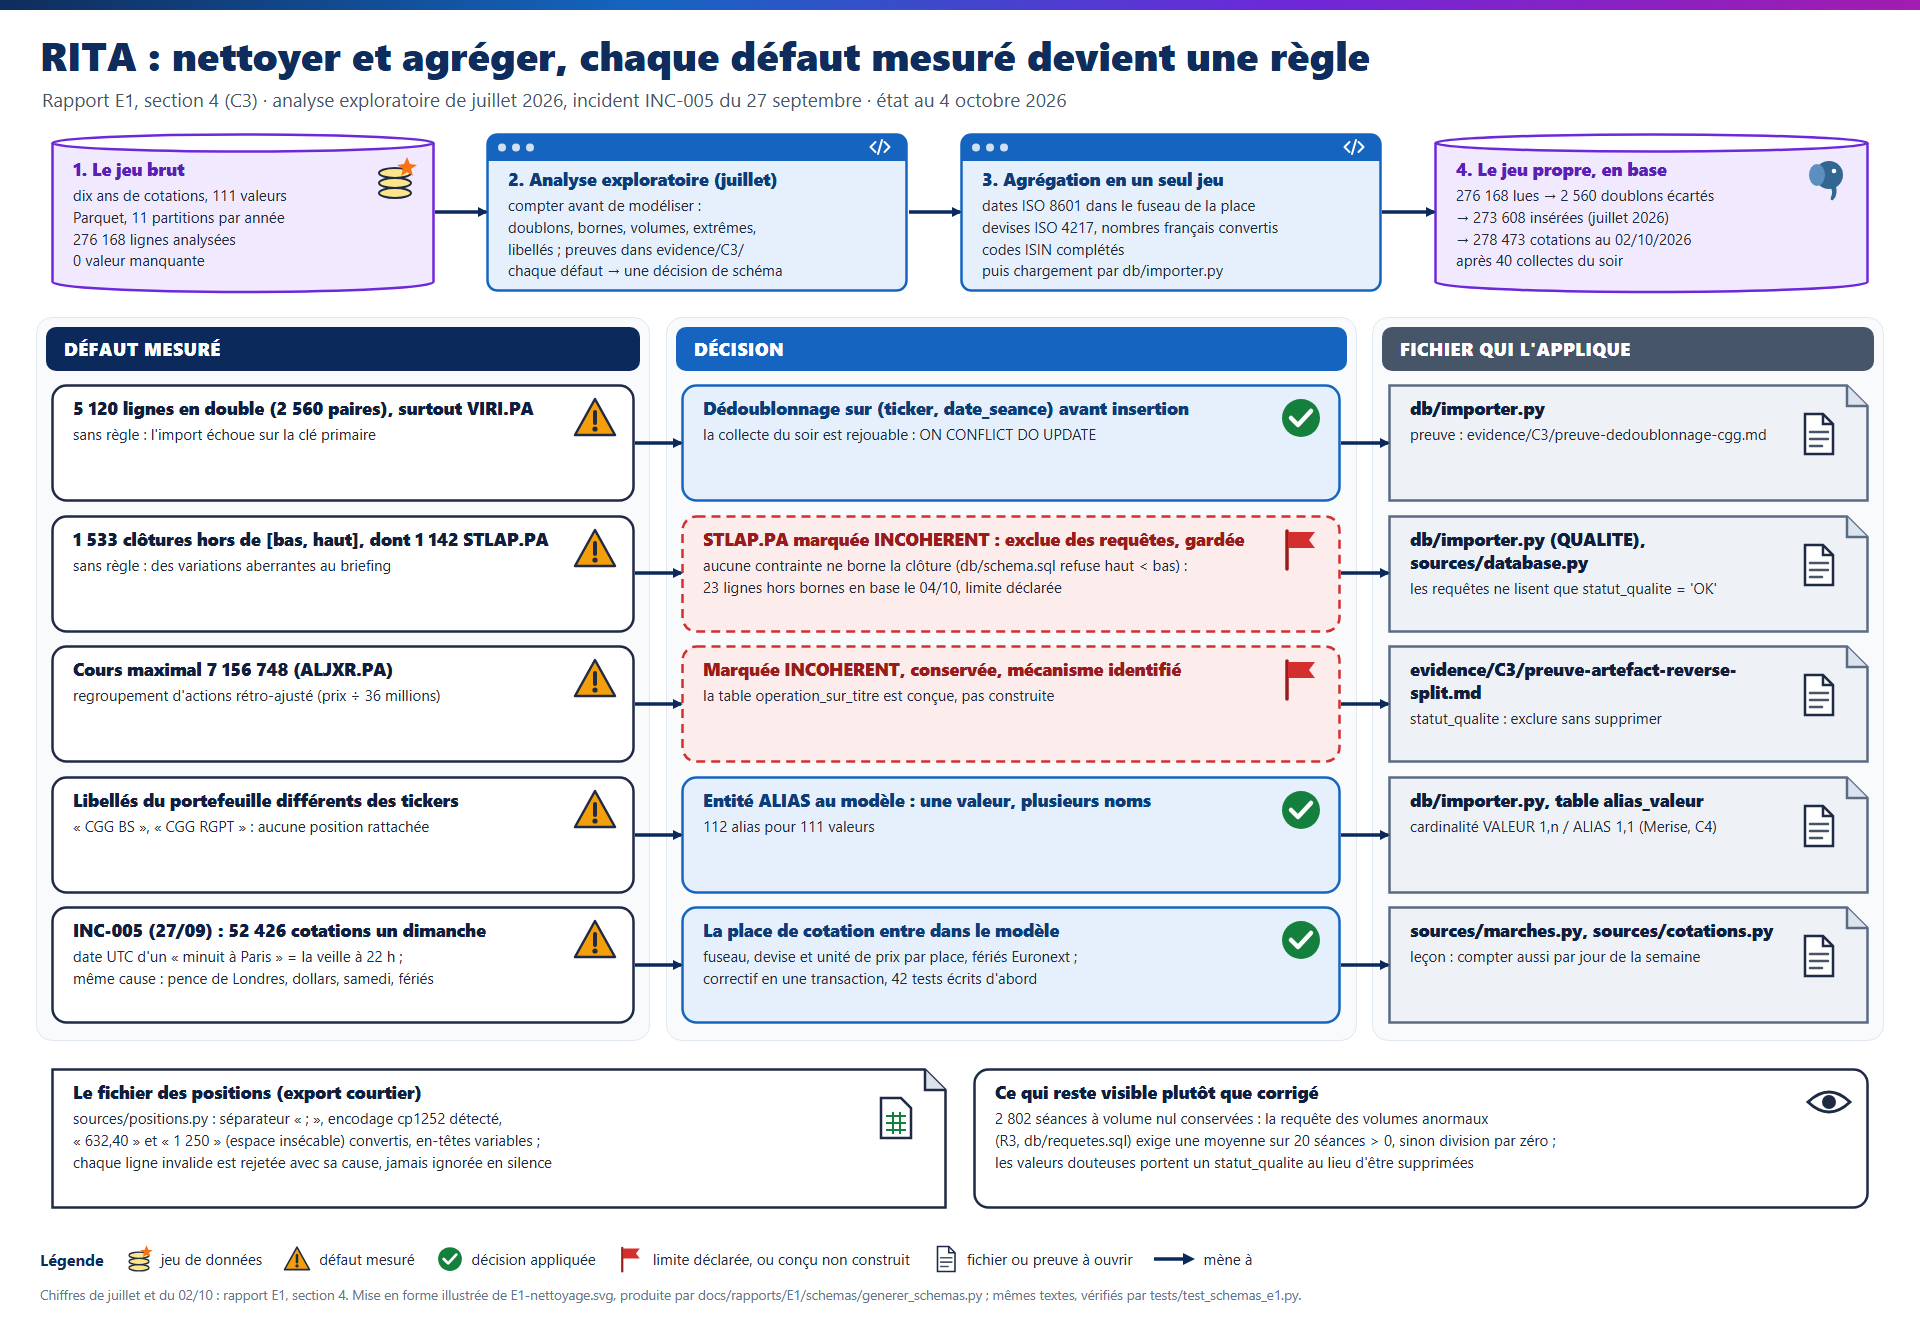 RITA : nettoyer et agréger, chaque défaut mesuré devient une règle
Rapport E1, section 4 (C3) · analyse exploratoire de juillet 2026, incident INC-005 du 27 septembre · état au 4 octobre 2026
1. Le jeu brut
dix ans de cotations, 111 valeurs
Parquet, 11 partitions par année
276 168 lignes analysées
0 valeur manquante
2. Analyse exploratoire (juillet)
compter avant de modéliser :
doublons, bornes, volumes, extrêmes,
libellés ; preuves dans evidence/C3/
chaque défaut → une décision de schéma
3. Agrégation en un seul jeu
dates ISO 8601 dans le fuseau de la place
devises ISO 4217, nombres français convertis
codes ISIN complétés
puis chargement par db/importer.py
4. Le jeu propre, en base
276 168 lues → 2 560 doublons écartés
→ 273 608 insérées (juillet 2026)
→ 278 473 cotations au 02/10/2026
après 40 collectes du soir
DÉFAUT MESURÉ
DÉCISION
FICHIER QUI L'APPLIQUE
5 120 lignes en double (2 560 paires), surtout VIRI.PA
sans règle : l'import échoue sur la clé primaire
Dédoublonnage sur (ticker, date_seance) avant insertion
la collecte du soir est rejouable : ON CONFLICT DO UPDATE
db/importer.py
preuve : evidence/C3/preuve-dedoublonnage-cgg.md
1 533 clôtures hors de [bas, haut], dont 1 142 STLAP.PA
sans règle : des variations aberrantes au briefing
STLAP.PA marquée INCOHERENT : exclue des requêtes, gardée
aucune contrainte ne borne la clôture (db/schema.sql refuse haut < bas) :
23 lignes hors bornes en base le 04/10, limite déclarée
db/importer.py (QUALITE),
sources/database.py
les requêtes ne lisent que statut_qualite = 'OK'
Cours maximal 7 156 748 (ALJXR.PA)
regroupement d'actions rétro-ajusté (prix ÷ 36 millions)
Marquée INCOHERENT, conservée, mécanisme identifié
la table operation_sur_titre est conçue, pas construite
evidence/C3/preuve-artefact-reverse-
split.md
statut_qualite : exclure sans supprimer
Libellés du portefeuille différents des tickers
« CGG BS », « CGG RGPT » : aucune position rattachée
Entité ALIAS au modèle : une valeur, plusieurs noms
112 alias pour 111 valeurs
db/importer.py, table alias_valeur
cardinalité VALEUR 1,n / ALIAS 1,1 (Merise, C4)
INC-005 (27/09) : 52 426 cotations un dimanche
date UTC d'un « minuit à Paris » = la veille à 22 h ;
même cause : pence de Londres, dollars, samedi, fériés
La place de cotation entre dans le modèle
fuseau, devise et unité de prix par place, fériés Euronext ;
correctif en une transaction, 42 tests écrits d'abord
sources/marches.py, sources/cotations.py
leçon : compter aussi par jour de la semaine
Le fichier des positions (export courtier)
sources/positions.py : séparateur « ; », encodage cp1252 détecté,
« 632,40 » et « 1 250 » (espace insécable) convertis, en-têtes variables ;
chaque ligne invalide est rejetée avec sa cause, jamais ignorée en silence
Ce qui reste visible plutôt que corrigé
2 802 séances à volume nul conservées : la requête des volumes anormaux
(R3, db/requetes.sql) exige une moyenne sur 20 séances > 0, sinon division par zéro ;
les valeurs douteuses portent un statut_qualite au lieu d'être supprimées
Légende jeu de données défaut mesuré décision appliquée limite déclarée, ou conçu non construit fichier ou preuve à ouvrir mène à
Chiffres de juillet et du 02/10 : rapport E1, section 4. Mise en forme illustrée de E1-nettoyage.svg, produite par docs/rapports/E1/schemas/generer_schemas.py ; mêmes textes, vérifiés par tests/test_schemas_e1.py.